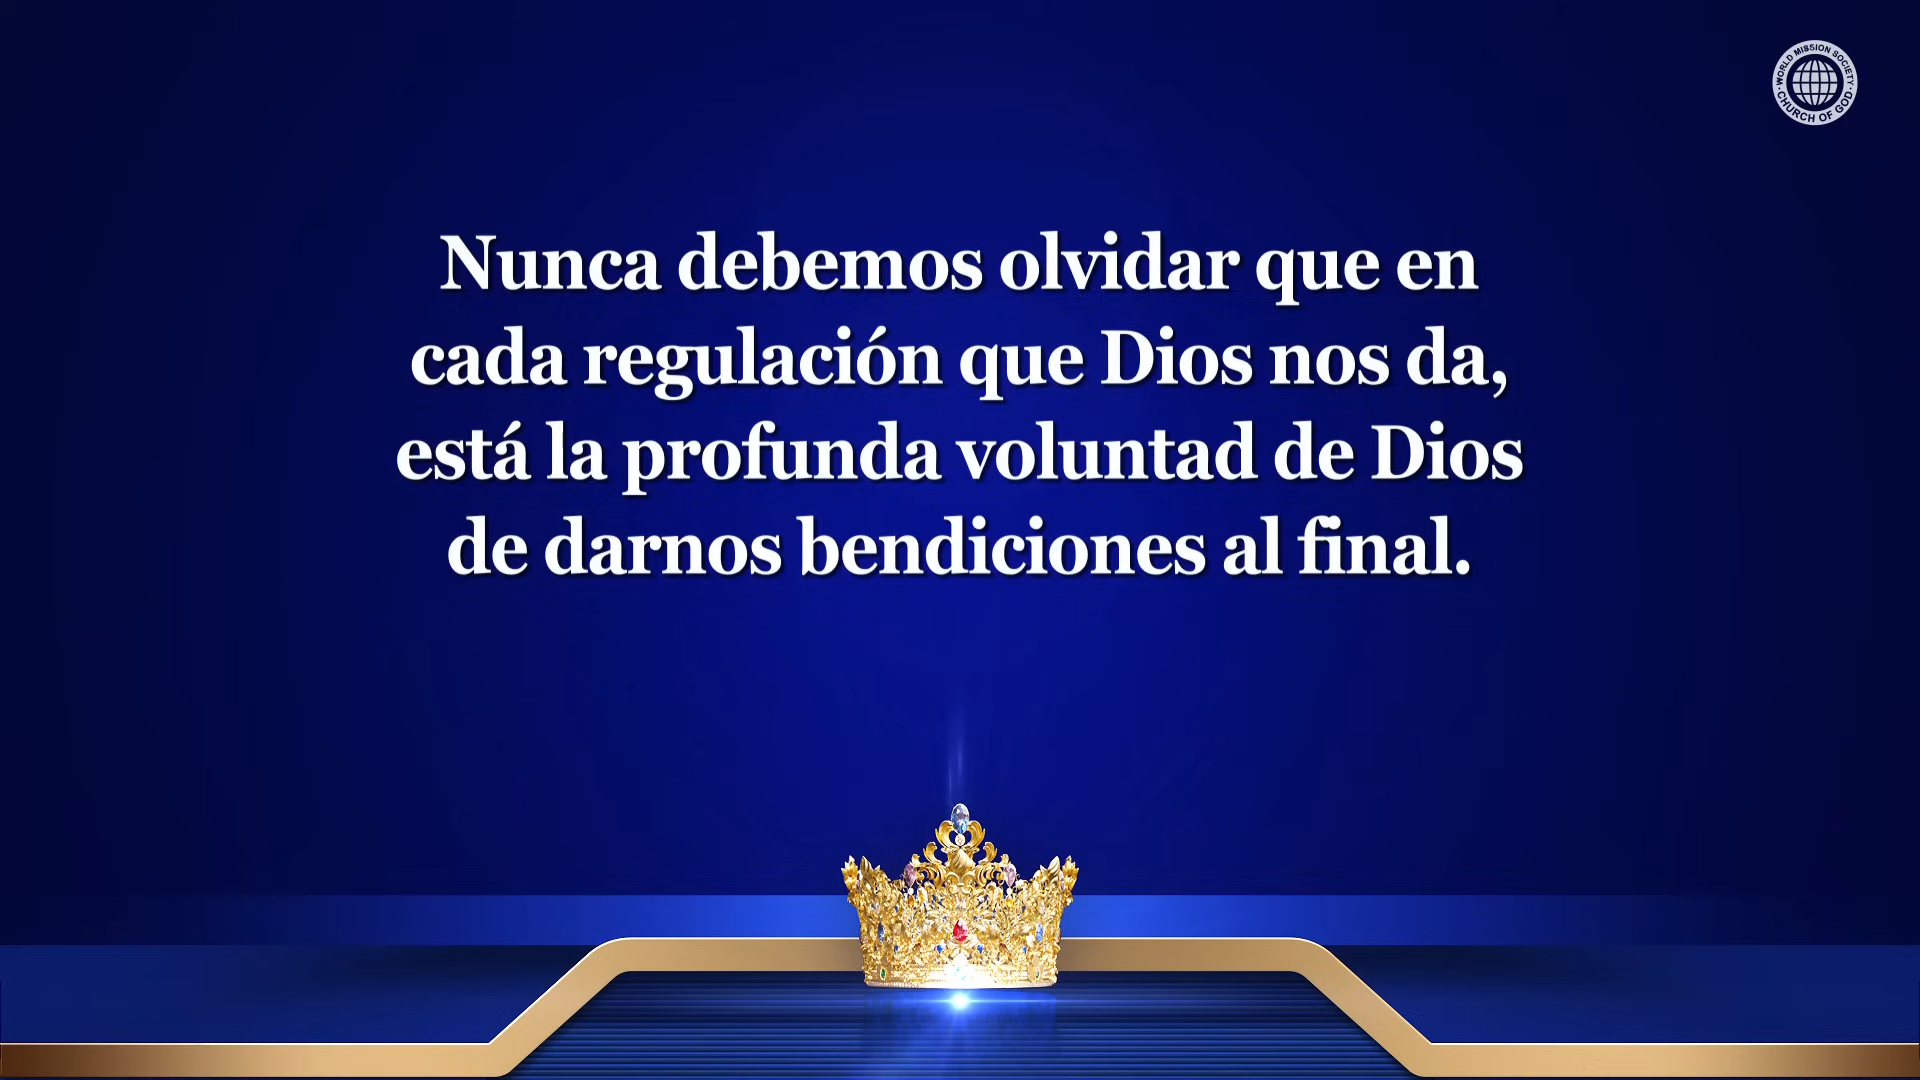 WORLD MISSION SOCIETY
CHURCH OF GOD
Nunca debemos olvidar que en
cada regulación que Dios nos da,
está la profunda voluntad de Dios
de darnos bendiciones al final.